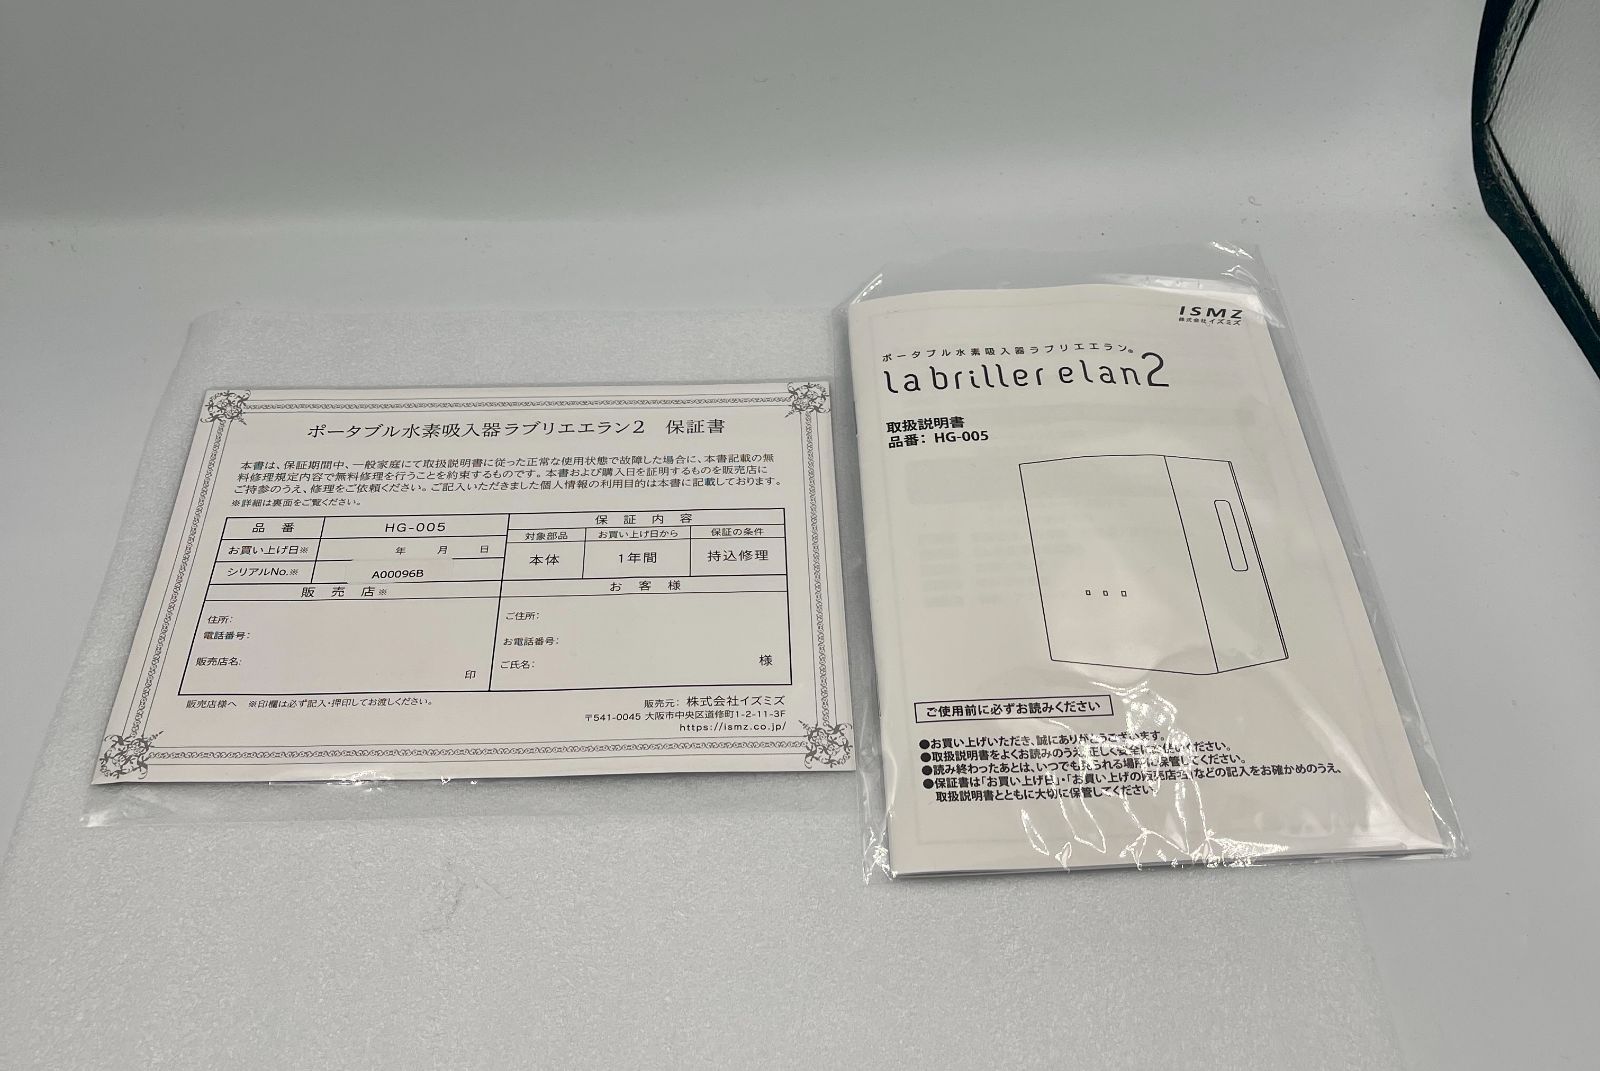 ポータブル水素吸入器ラブリエエラン2 保証書
本書は、保証期間中、一般家庭にて取扱説明書に従った正常な使用状態で故障した場合に、本書記載の無
料修理規定内容で無料修理を行うことを約束するものです。本書および購入日を証明するものを販売店に
ご持参のうえ、修理をご依頼ください。ご記入いただきました個人情報の利用目的は本書に記載しております。
※詳細は裏面をご覧ください。
品番 HG-005
お買い上げ日※ 年 月 日
シリアルNo.※ A00096B
保証内容
対象部品 お買い上げ日から 保証の条件
本体 1年間 持込修理
販売店※
住所:
電話番号:
販売店名: 印
お客様
ご住所:
お電話番号:
ご氏名: 様
販売店様へ ※印欄は必ず記入・押印してお渡しください。
販売元: 株式会社イズミズ
〒541-0045 大阪市中央区道修町1-2-11-3F
https://ismz.co.jp/
ISMZ
株式会社イズミズ
ポータブル水素吸入器ラブリエエラン®
la briller elan2
取扱説明書
品番: HG-005
ご使用前に必ずお読みください
●お買い上げいただき、誠にありがとうございます。
●取扱説明書をよくお読みのうえ、正しく安全にお使いください。
●読み終わったあとは、いつでも見られる場所に保管してください。
●保証書は「お買い上げ日」・「お買い上げの販売店名」などの記入をお確かめのうえ、
取扱説明書とともに大切に保管してください。